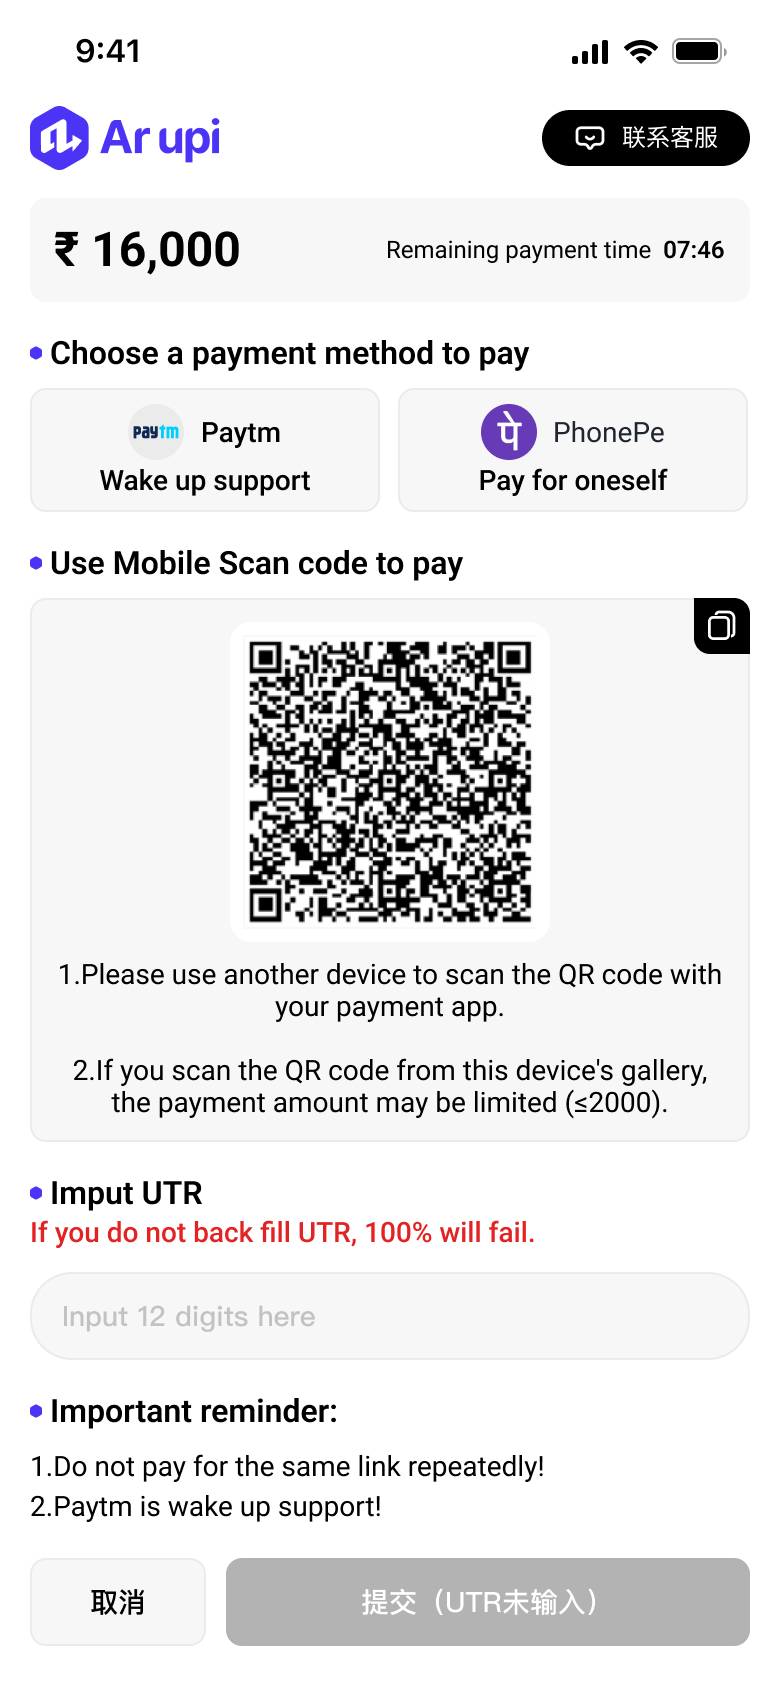 9:41
Ar upi
联系客服
₹ 16,000
Remaining payment time 07:46
Choose a payment method to pay
Paytm
Paytm
Wake up support
पे
PhonePe
Pay for oneself
Use Mobile Scan code to pay
1.Please use another device to scan the QR code with
your payment app.
2.If you scan the QR code from this device's gallery,
the payment amount may be limited (≤2000).
Imput UTR
If you do not back fill UTR, 100% will fail.
Input 12 digits here
Important reminder:
1.Do not pay for the same link repeatedly!
2.Paytm is wake up support!
取消
提交（UTR未输入）